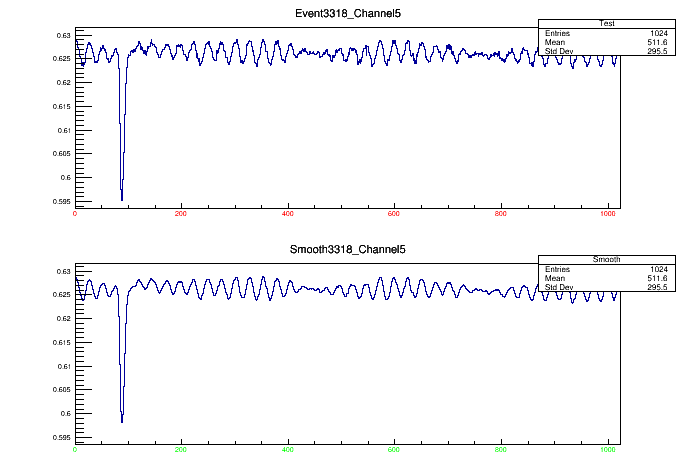 Event3318_Channel5
Test
Entries 1024
Mean 511.6
Std Dev 295.5
0.63
0.625
0.62
0.615
0.61
0.605
0.6
0.595
0 200 400 600 800 1000
Smooth3318_Channel5
Smooth
Entries 1024
Mean 511.6
Std Dev 295.5
0.63
0.625
0.62
0.615
0.61
0.605
0.6
0.595
0 200 400 600 800 1000